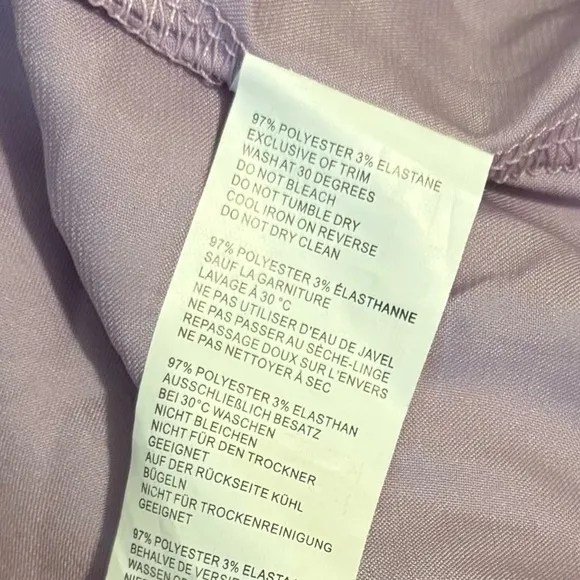 97% POLYESTER 3% ELASTANE
EXCLUSIVE OF TRIM
WASH AT 30 DEGREES
DO NOT BLEACH
DO NOT TUMBLE DRY
COOL IRON ON REVERSE
DO NOT DRY CLEAN
97% POLYESTER 3% ÉLASTHANNE
SAUF LA GARNITURE
LAVAGE À 30 °C
NE PAS UTILISER D'EAU DE JAVEL
NE PAS PASSER AU SÈCHE-LINGE
REPASSAGE DOUX SUR L'ENVERS
NE PAS NETTOYER À SEC
97% POLYESTER 3% ELASTHAN
AUSSCHLIEßLICH BESATZ
BEI 30°C WASCHEN
NICHT BLEICHEN
NICHT FÜR DEN TROCKNER
GEEIGNET
AUF DER RÜCKSEITE KÜHL
BÜGELN
NICHT FÜR TROCKENREINIGUNG
GEEIGNET
97% POLYESTER 3%
BEHALVE DE
WASSEN